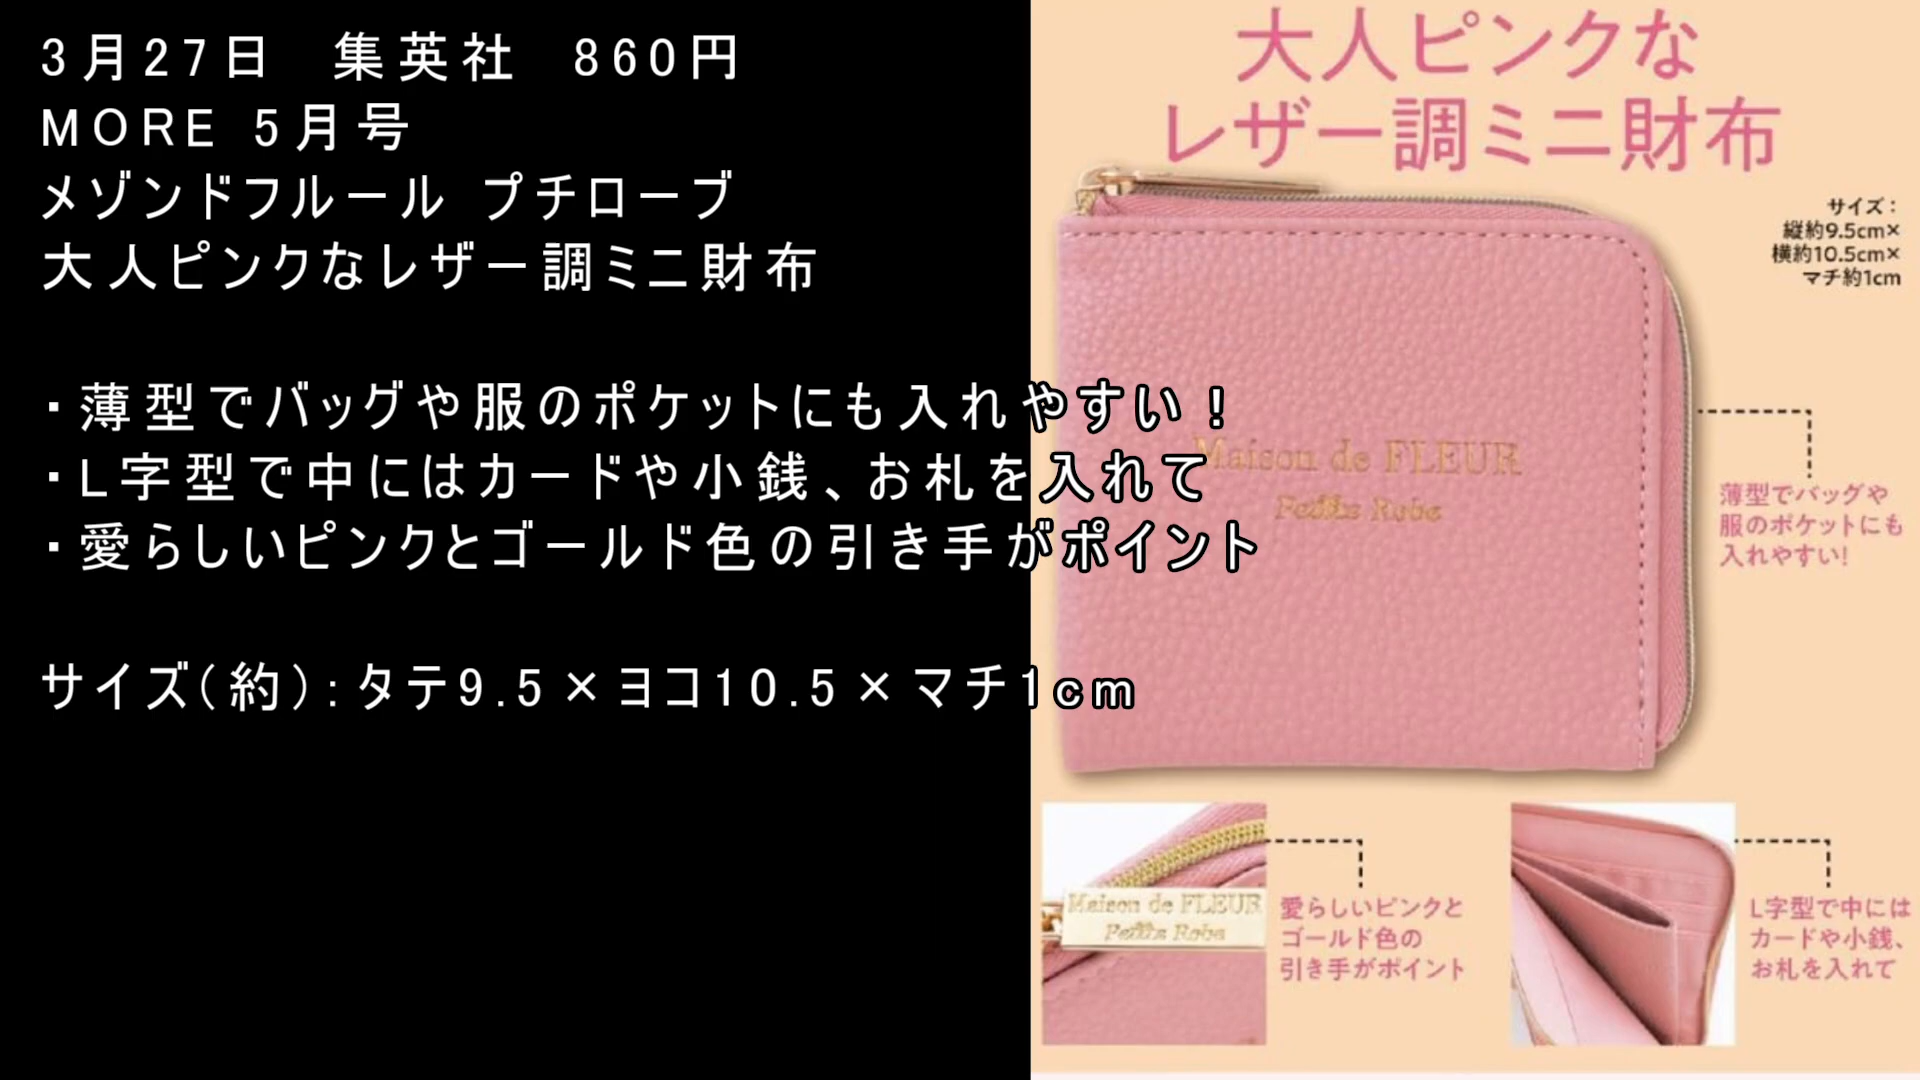 3月27日　集英社　860円
MORE 5月号
メゾンドフルール プチローブ
大人ピンクなレザー調ミニ財布
・薄型でバッグや服のポケットにも入れやすい！
・L字型で中にはカードや小銭、お札を入れて
・愛らしいピンクとゴールド色の引き手がポイント
サイズ(約):タテ9.5×ヨコ10.5×マチ1cm
大人ピンクな
レザー調ミニ財布
サイズ：
縦約9.5cm×
横約10.5cm×
マチ約1cm
Maison de FLEUR
Petite Robe
薄型でバッグや
服のポケットにも
入れやすい!
Maison de FLEUR
Petite Robe
愛らしいピンクと
ゴールド色の
引き手がポイント
L字型で中には
カードや小銭、
お札を入れて